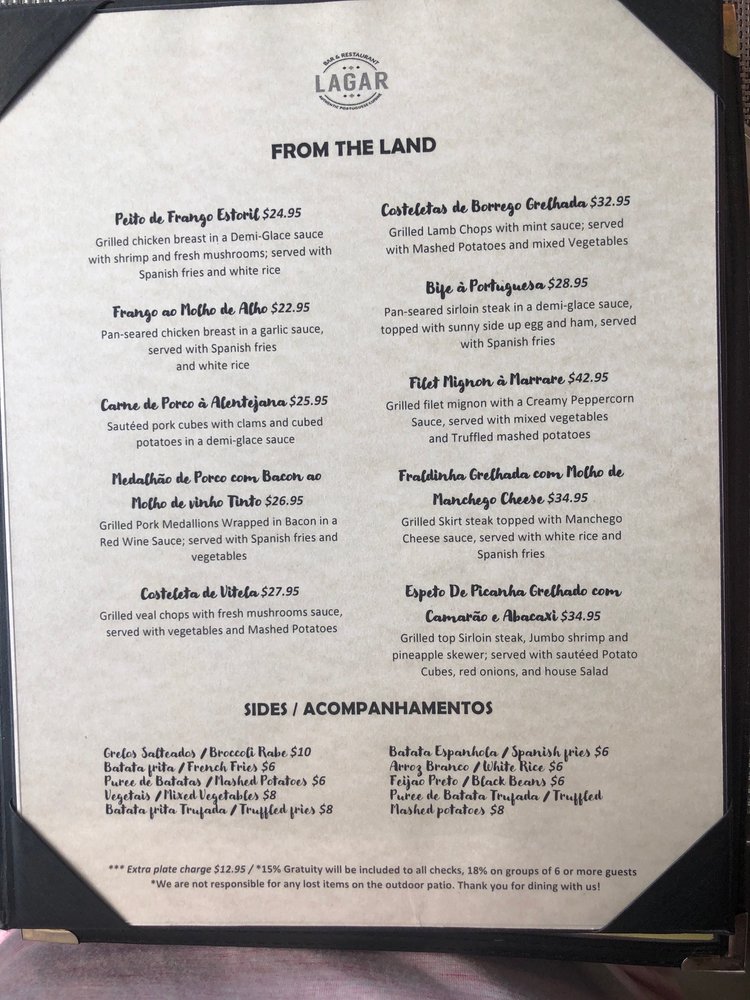 BAR & RESTAURANT
LAGAR
AUTHENTIC PORTUGUESE CUISINE
FROM THE LAND
Peito de Frango Estoril $24.95
Grilled chicken breast in a Demi-Glace sauce
with shrimp and fresh mushrooms; served with
Spanish fries and white rice
Frango ao Molho de Alho $22.95
Pan-seared chicken breast in a garlic sauce,
served with Spanish fries
and white rice
Carne de Porco à Alentejana $25.95
Sautéed pork cubes with clams and cubed
potatoes in a demi-glace sauce
Medalhão de Porco com Bacon ao
Molho de vinho Tinto $26.95
Grilled Pork Medallions Wrapped in Bacon in a
Red Wine Sauce; served with Spanish fries and
vegetables
Costeleta de Vitela $27.95
Grilled veal chops with fresh mushrooms sauce,
served with vegetables and Mashed Potatoes
Costeletas de Borrego Grelhada $32.95
Grilled Lamb Chops with mint sauce; served
with Mashed Potatoes and mixed Vegetables
Bife à Portuguesa $28.95
Pan-seared sirloin steak in a demi-glace sauce,
topped with sunny side up egg and ham, served
with Spanish fries
Filet Mignon à Marrare $42.95
Grilled filet mignon with a Creamy Peppercorn
Sauce, served with mixed vegetables
and Truffled mashed potatoes
Fraldinha Grelhada com Molho de
Manchego Cheese $34.95
Grilled Skirt steak topped with Manchego
Cheese sauce, served with white rice and
Spanish fries
Espeto De Picanha Grelhado com
Camarão e Abacaxi $34.95
Grilled top Sirloin steak, Jumbo shrimp and
pineapple skewer; served with sautéed Potato
Cubes, red onions, and house Salad
SIDES / ACOMPANHAMENTOS
Grelos Salteados / Broccoli Rabe $10
Batata frita / French Fries $6
Puree de Batatas / Mashed Potatoes $6
Vegetais / Mixed Vegetables $8
Batata frita Trufada / Truffled fries $8
Batata Espanhola / Spanish fries $6
Arroz Branco / White Rice $6
Feijao Preto / Black Beans $6
Puree de Batata Trufada / Truffled
Mashed potatoes $8
*** Extra plate charge $12.95 / *15% Gratuity will be included to all checks, 18% on groups of 6 or more guests
*We are not responsible for any lost items on the outdoor patio. Thank you for dining with us!